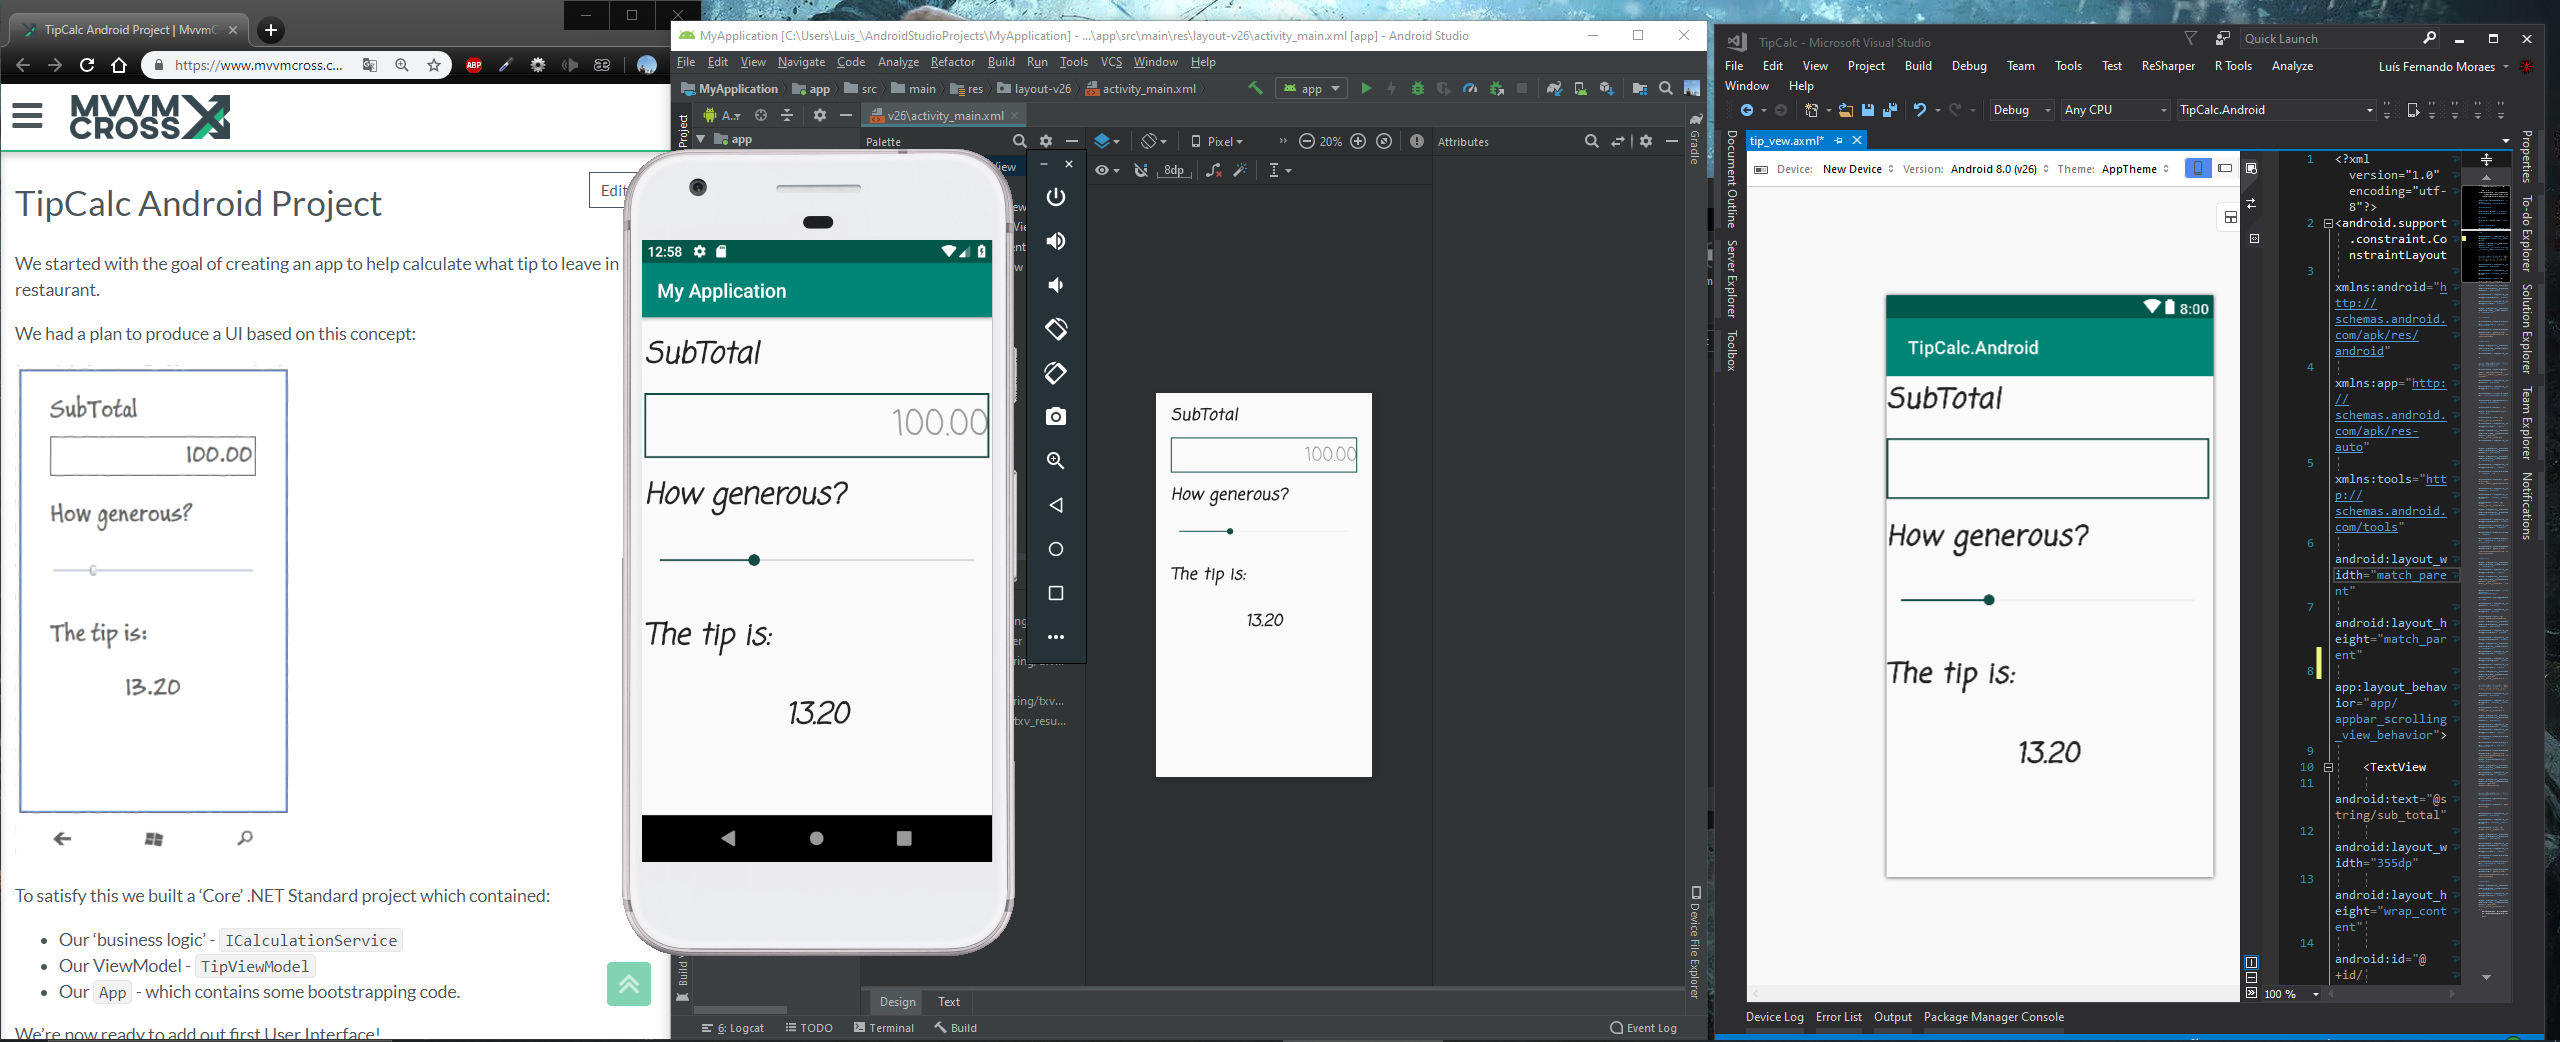 TipCalc Android Project | MvvmC
https://www.mvvmcross.c...
ABP
MVVM
CROSS
TipCalc Android Project
Edit
We started with the goal of creating an app to help calculate what tip to leave in
restaurant.
We had a plan to produce a UI based on this concept:
SubTotal
100.00
How generous?
The tip is:
13.20
To satisfy this we built a ‘Core’ .NET Standard project which contained:
Our ‘business logic’ - ICalculationService
Our ViewModel - TipViewModel
Our App - which contains some bootstrapping code.
We're now ready to add out first User Interface!
MyApplication [C:\Users\Luis_\AndroidStudioProjects\MyApplication] - ...\app\src\main\res\layout-v26\activity_main.xml [app] - Android Studio
File Edit View Navigate Code Analyze Refactor Build Run Tools VCS Window Help
MyApplication app src main res layout-v26 activity_main.xml app
Project
A..
v26\activity_main.xml
app
Palette
Pixel 20%
Attributes
Gradle
8dp
12:58
My Application
SubTotal
100.00
How generous?
The tip is:
13.20
SubTotal
100.00
How generous?
The tip is:
13.20
ring/txv...
txv_resu...
Device File Explorer
Build
Design Text
6: Logcat TODO Terminal Build Event Log
TipCalc - Microsoft Visual Studio
Quick Launch
File Edit View Project Build Debug Team Tools Test ReSharper R Tools Analyze
Luís Fernando Moraes
Window Help
Debug Any CPU TipCalc.Android
tip_vew.axml*
Document Outline
Server Explorer
Toolbox
Device: New Device Version: Android 8.0 (v26) Theme: AppTheme
8:00
TipCalc.Android
SubTotal
How generous?
The tip is:
13.20
1 <?xml
version="1.0"
encoding="utf-
8"?>
2 <android.support
.constraint.Co
nstraintLayout
3
xmlns:android="h
ttp://
schemas.android.
com/apk/res/
android"
4
xmlns:app="http:
//
schemas.android.
com/apk/res-
auto"
5
xmlns:tools="htt
p://
schemas.android.
com/tools"
6
android:layout_w
idth="match_pare
nt"
7
android:layout_h
eight="match_par
ent"
8
app:layout_behav
ior="app/
appbar_scrolling
_view_behavior">
9
10 <TextView
11
android:text="@s
tring/sub_total"
12
android:layout_w
idth="355dp"
13
android:layout_h
eight="wrap_cont
ent"
14
android:id="@
+id/
100 %
Properties
To-do Explorer
Solution Explorer
Team Explorer
Notifications
Device Log Error List Output Package Manager Console